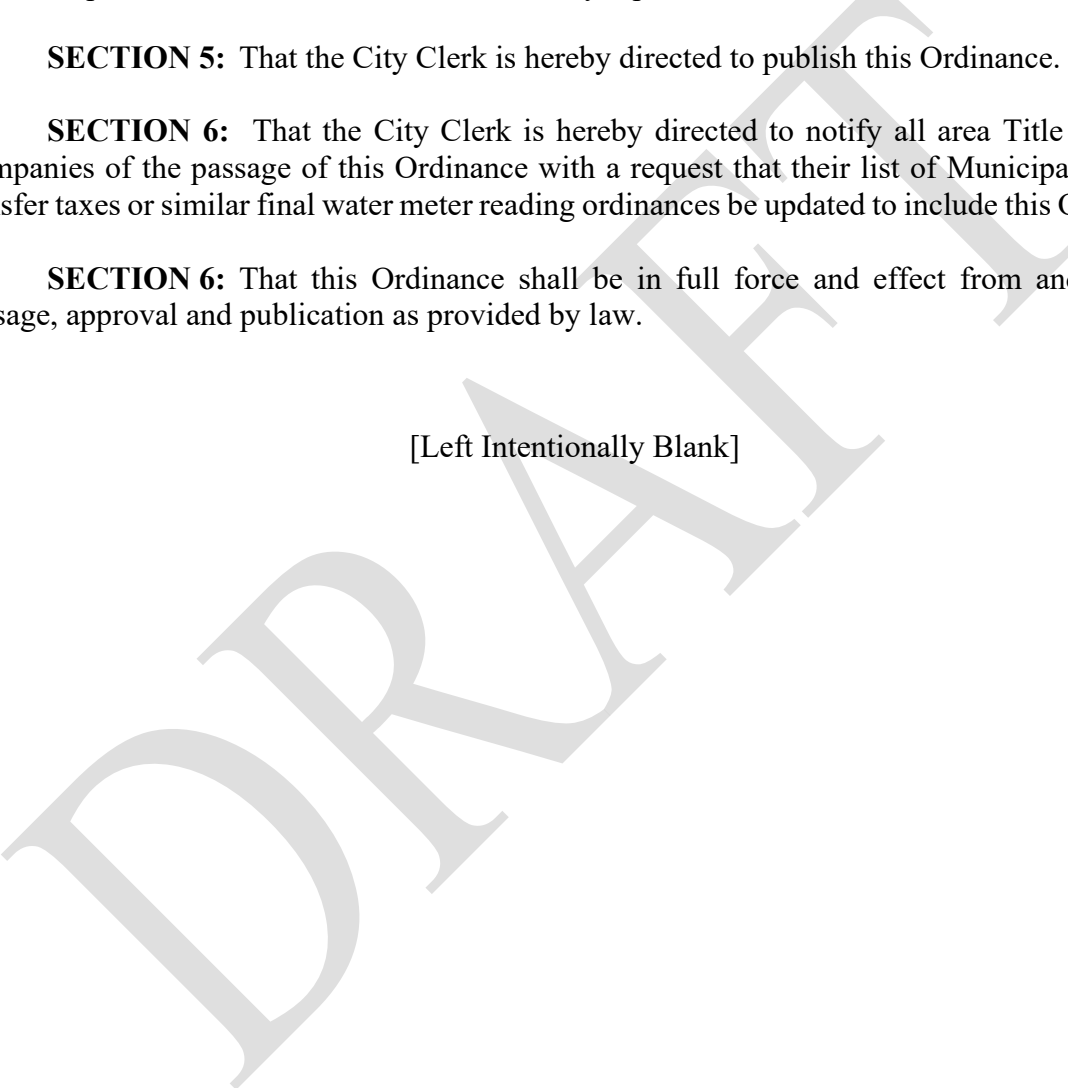 SECTION 5: That the City Clerk is hereby directed to publish this Ordinance.
SECTION 6: That the City Clerk is hereby directed to notify all area Title
mpanies of the passage of this Ordinance with a request that their list of Municipa
sfer taxes or similar final water meter reading ordinances be updated to include this O
SECTION 6: That this Ordinance shall be in full force and effect from and
sage, approval and publication as provided by law.
[Left Intentionally Blank]
DRAFT